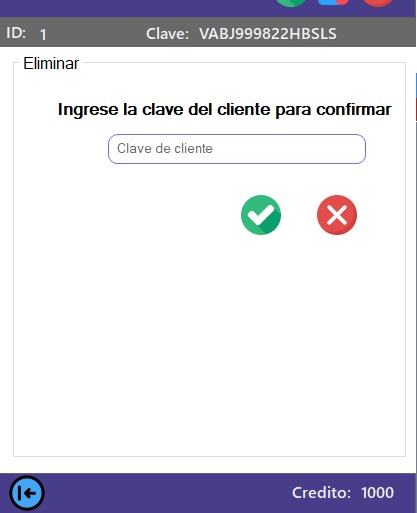 ID: 1 Clave: VABJ999822HBSLS
Eliminar
Ingrese la clave del cliente para confirmar
Clave de cliente
Credito: 1000